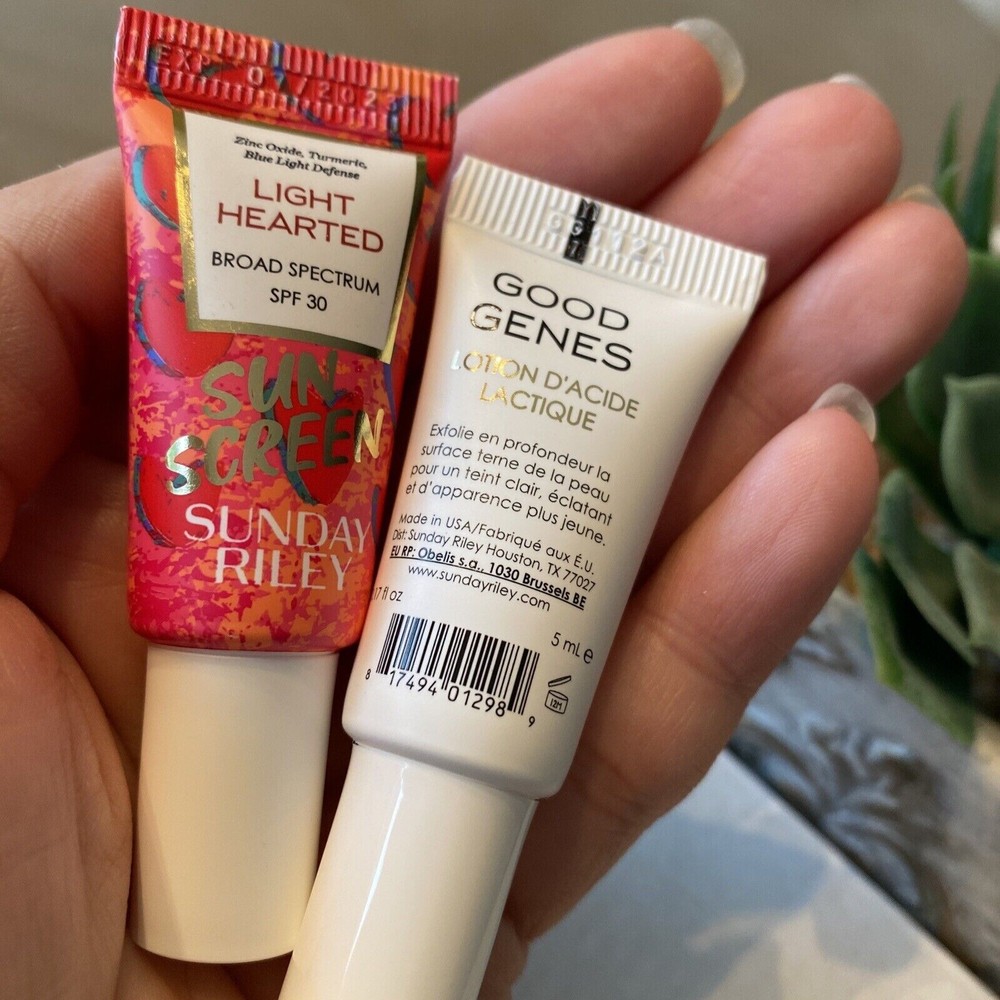 Zinc Oxide, Turmeric,
Blue Light Defense
LIGHT
HEARTED
BROAD SPECTRUM
SPF 30
SUN
SCREEN
SUNDAY
RILEY
GOOD
GENES
LOTION D'ACIDE
LACTIQUE
Exfolie en profondeur la
surface terne de la peau
pour un teint clair, éclatant
et d'apparence plus jeune.
Made in USA/Fabriqué aux É.U.
Dist: Sunday Riley Houston, TX 77027
EU RP: Obelis s.a., 1030 Brussels BE
www.sundayriley.com
fl oz
5 mL e
8 17494 01298 9
12M